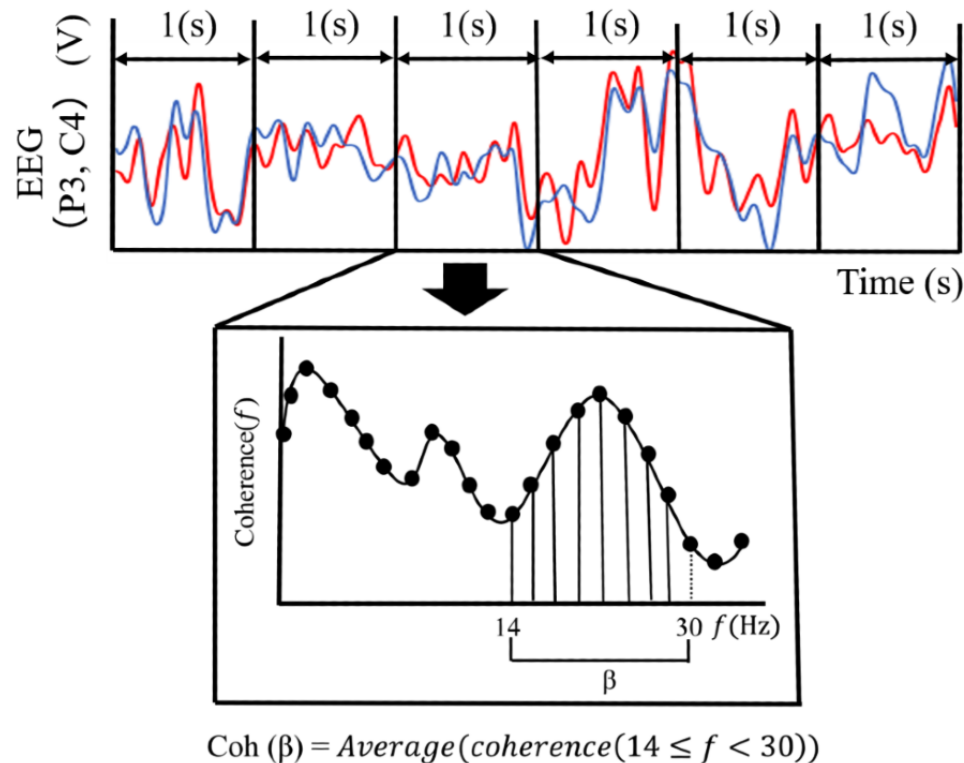 1(s) 1(s) 1(s) 1(s) 1(s) 1(s)
EEG (V)
(P3, C4)
Time (s)
Coherence(f)
14 30 f(Hz)
β
Coh (β) = Average(coherence(14 ≤ f < 30))